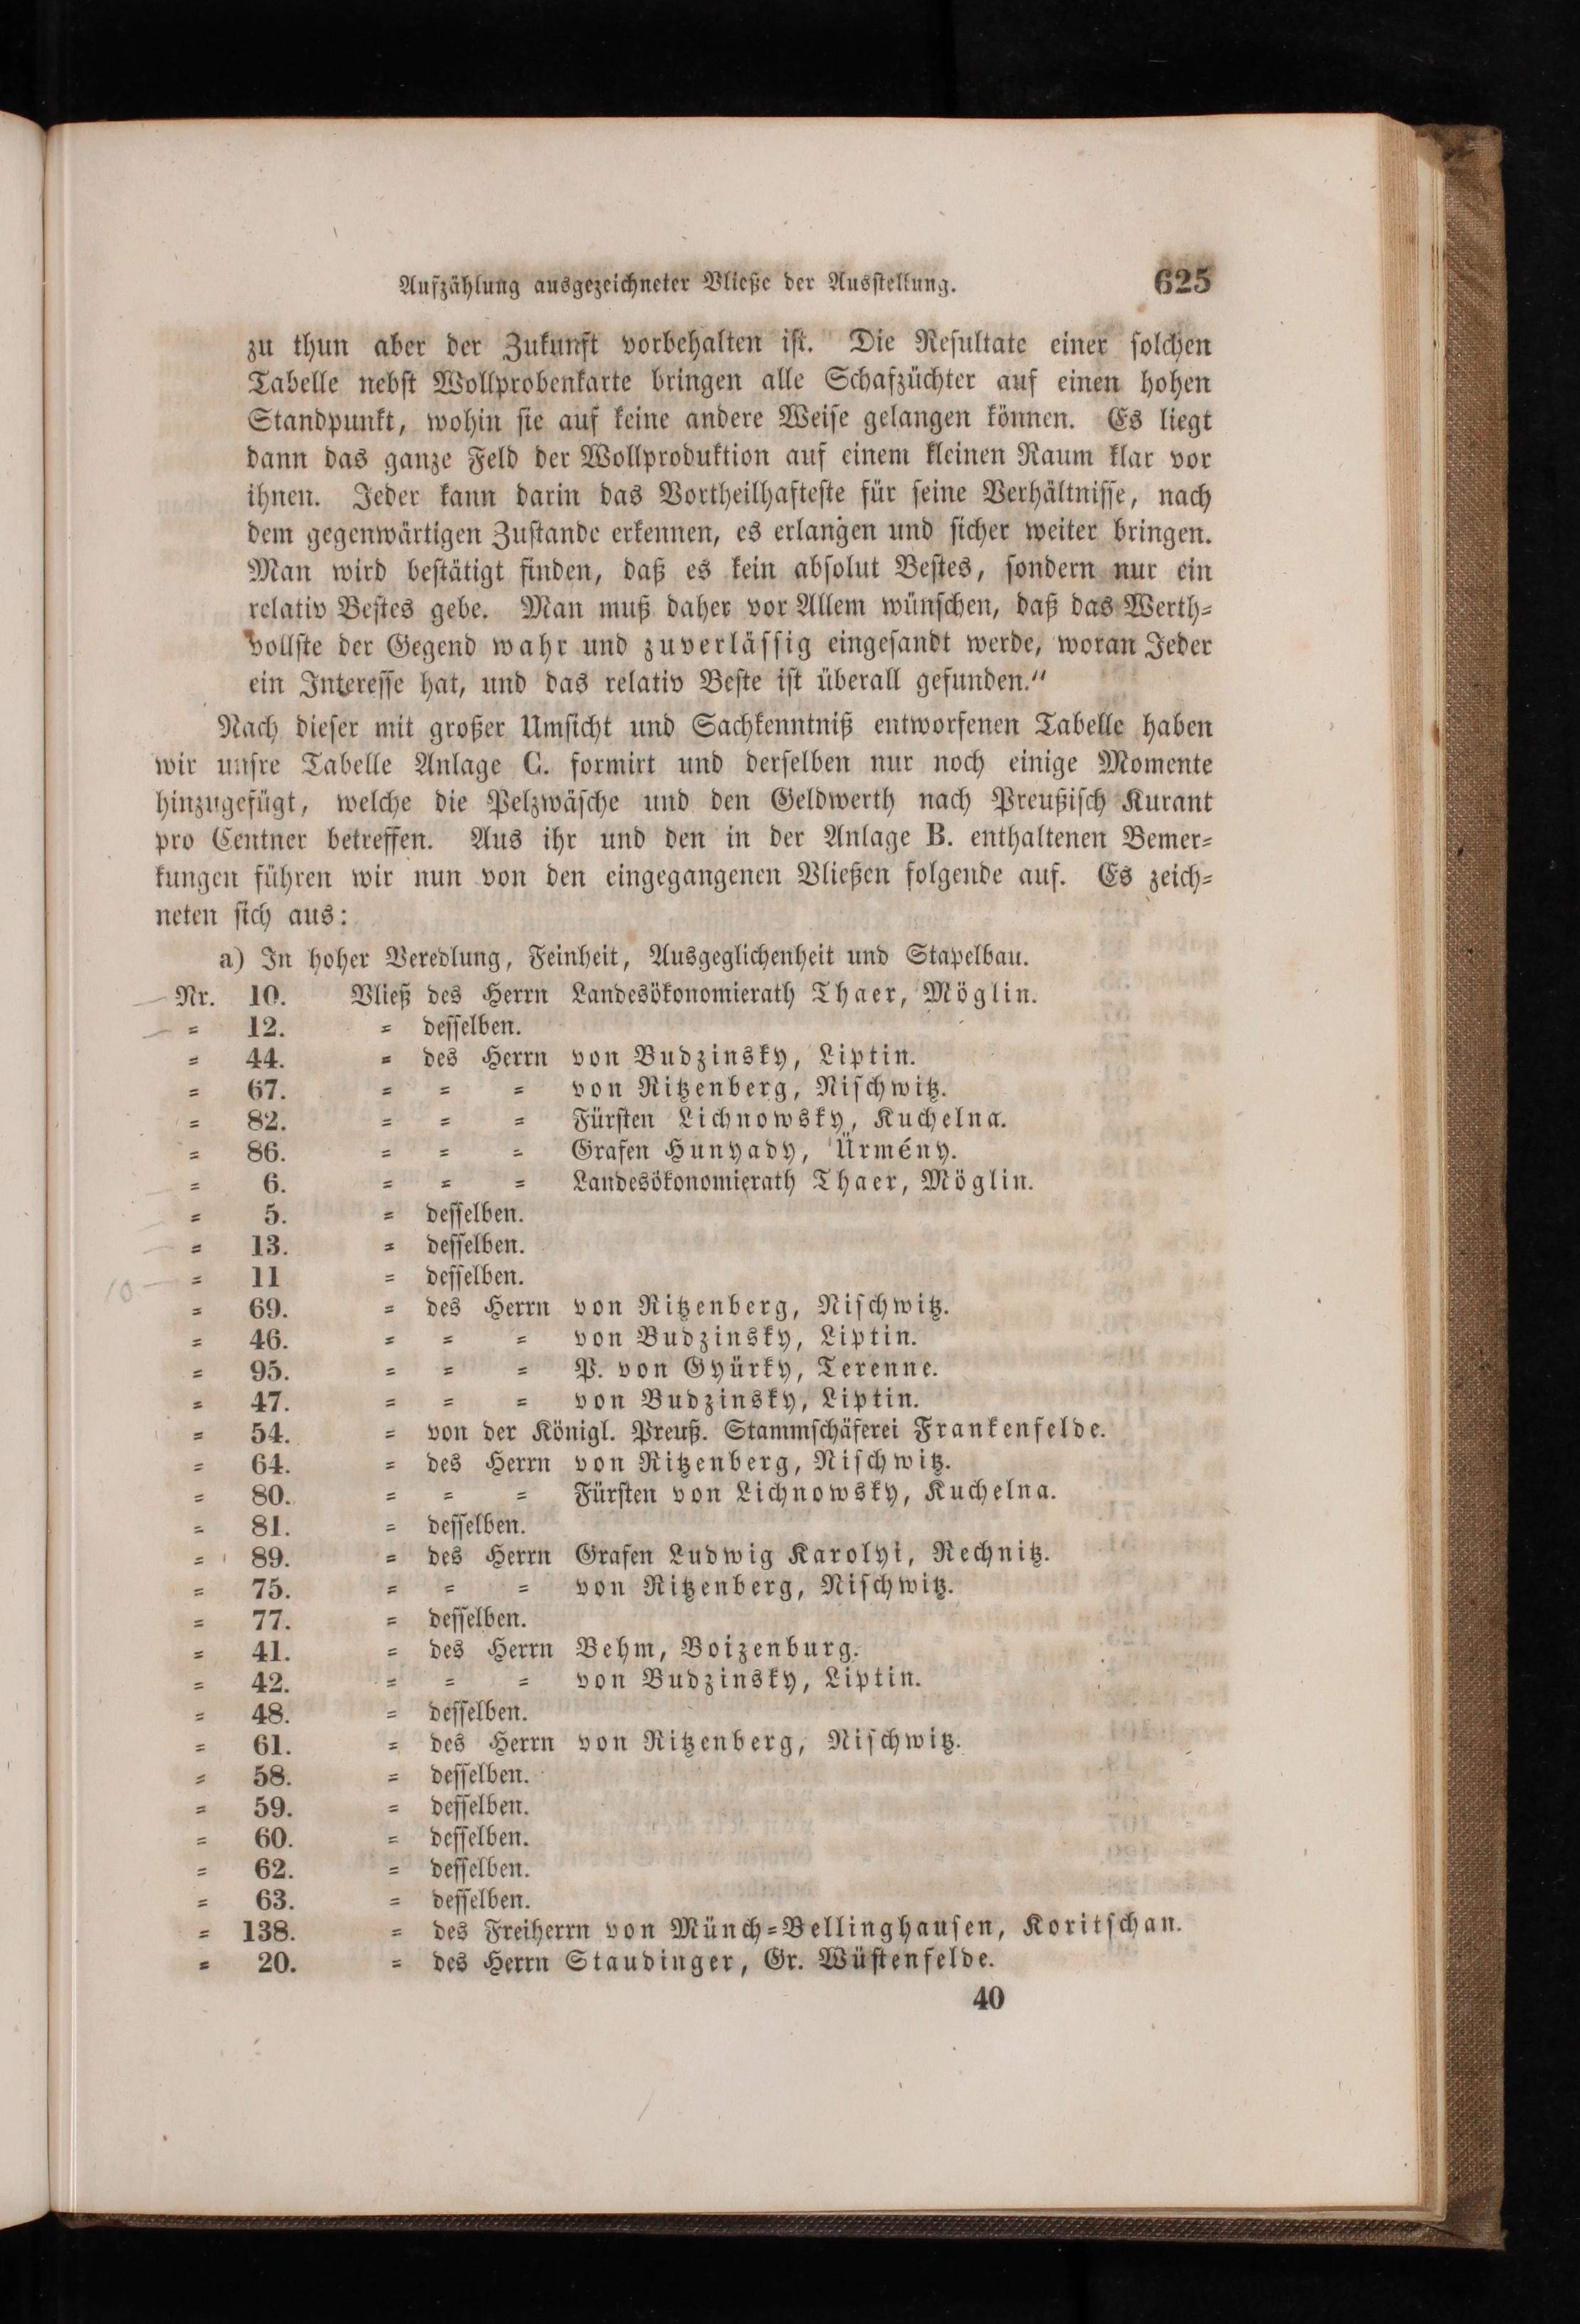 Aufzählung ausgezeichneter Vließe der Ausstellung. 625
zu thun aber der Zukunft vorbehalten ist. Die Resultate einer solchen
Tabelle nebst Wollprobenkarte bringen alle Schafzüchter auf einen hohen
Standpunkt, wohin sie auf keine andere Weise gelangen können. Es liegt
dann das ganze Feld der Wollproduktion auf einem kleinen Raum klar vor
ihnen. Jeder kann darin das Vortheilhafteste für seine Verhältnisse, nach
dem gegenwärtigen Zustande erkennen, es erlangen und sicher weiter bringen.
Man wird bestätigt finden, daß es kein absolut Bestes, sondern nur ein
relativ Bestes gebe. Man muß daher vor Allem wünschen, daß das Werth=
vollste der Gegend wahr und zuverlässig eingesandt werde, woran Jeder
ein Interesse hat, und das relativ Beste ist überall gefunden.“
Nach dieser mit großer Umsicht und Sachkenntniß entworfenen Tabelle haben
wir unsre Tabelle Anlage C. formirt und derselben nur noch einige Momente
hinzugefügt, welche die Pelzwäsche und den Geldwerth nach Preußisch Kurant
pro Centner betreffen. Aus ihr und den in der Anlage B. enthaltenen Bemer=
kungen führen wir nun von den eingegangenen Vließen folgende auf. Es zeich=
neten sich aus:
a) In hoher Veredlung, Feinheit, Ausgeglichenheit und Stapelbau.
Nr. 10. Vließ des Herrn Landesökonomierath Thaer, Möglin.
= 12. = desselben.
= 44. = des Herrn von Budzinsky, Liptin.
= 67. = = = von Ritzenberg, Nischwitz.
= 82. = = = Fürsten Lichnowsky, Kuchelna.
= 86. = = = Grafen Hunyady, Ürmény.
= 6. = = = Landesökonomierath Thaer, Möglin.
= 5. = desselben.
= 13. = desselben.
10 = 11 = desselben.
= 69. = des Herrn von Ritzenberg, Nischwitz.
= 46. = = = von Budzinsky, Liptin.
= 95. = = = P. von Gyürky, Terenne.
= 47. = = = von Budzinsky, Liptin.
= 54. = von der Königl. Preuß. Stammschäferei Frankenfelde.
= 64. = des Herrn von Ritzenberg, Nischwitz.
= 80. = = = Fürsten von Lichnowsky, Kuchelna.
= 81. = desselben.
= 89. = des Herrn Grafen Ludwig Karolyi, Rechnitz.
= 75. = = = von Ritzenberg, Nischwitz.
= 77. = desselben.
= 41. = des Herrn Behm, Boizenburg.
= 42. = = = von Budzinsky, Liptin.
= 48. = desselben.
= 61. = des Herrn von Ritzenberg, Nischwitz.
= 58. = desselben.
= 59. = desselben.
= 60. = desselben.
= 62. = desselben.
= 63. = desselben.
= 138. = des Freiherrn von Münch=Bellinghausen, Koritschan.
= 20. = des Herrn Staudinger, Gr. Wüstenfelde.
40